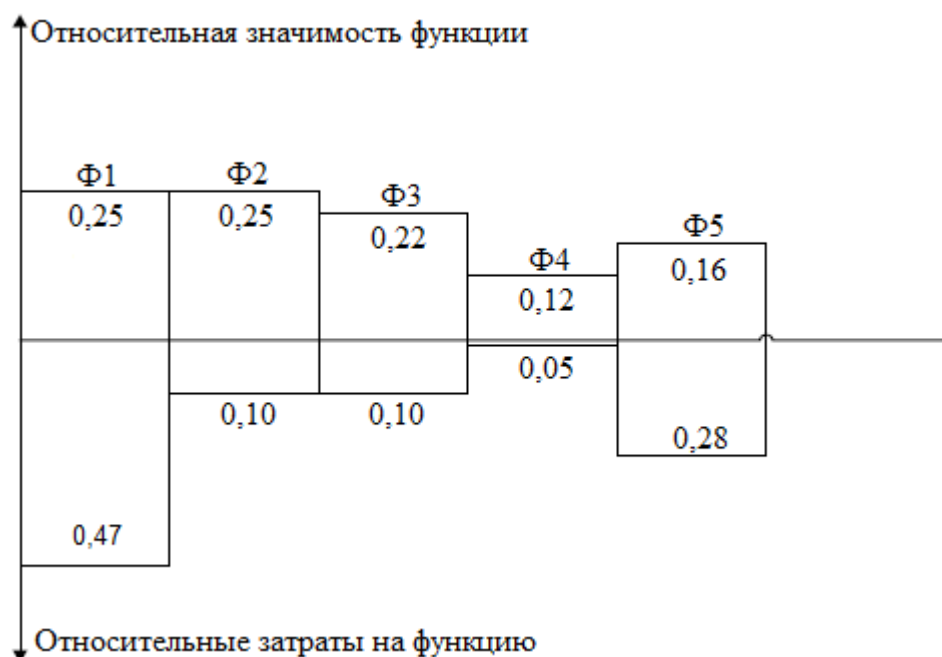 Относительная значимость функции
Ф1 Ф2 Ф3 Ф4 Ф5
0,25 0,25 0,22 0,12 0,16
0,47 0,10 0,10 0,05 0,28
Относительные затраты на функцию